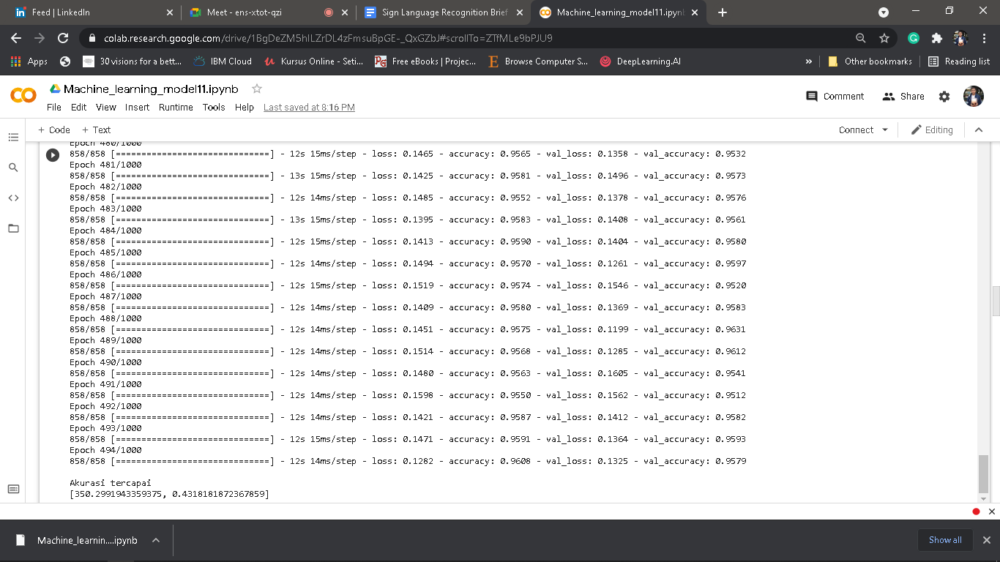 Feed | LinkedIn
Meet - ens-xtot-qzi
Sign Language Recognition Brief
Machine_learning_model11.ipynb
colab.research.google.com/drive/1BgDeZM5hILZrDL4zFmsuBpGE-_QxGZbJ#scrollTo=ZTfMLe9bPJU9
Apps
30 visions for a bett...
IBM Cloud
Kursus Online - Seti...
Free eBooks | Projec...
Browse Computer S...
DeepLearning.AI
»
Other bookmarks
Reading list
Machine_learning_model11.ipynb
Comment
Share
File Edit View Insert Runtime Tools Help Last saved at 8:16 PM
+ Code + Text
Connect
Editing
Epoch 480/1000
858/858 [==============================] - 12s 15ms/step - loss: 0.1465 - accuracy: 0.9565 - val_loss: 0.1358 - val_accuracy: 0.9532
Epoch 481/1000
858/858 [==============================] - 13s 15ms/step - loss: 0.1425 - accuracy: 0.9581 - val_loss: 0.1496 - val_accuracy: 0.9573
Epoch 482/1000
858/858 [==============================] - 12s 14ms/step - loss: 0.1485 - accuracy: 0.9552 - val_loss: 0.1378 - val_accuracy: 0.9576
Epoch 483/1000
858/858 [==============================] - 13s 15ms/step - loss: 0.1395 - accuracy: 0.9583 - val_loss: 0.1408 - val_accuracy: 0.9561
Epoch 484/1000
858/858 [==============================] - 12s 15ms/step - loss: 0.1413 - accuracy: 0.9590 - val_loss: 0.1404 - val_accuracy: 0.9580
Epoch 485/1000
858/858 [==============================] - 12s 14ms/step - loss: 0.1494 - accuracy: 0.9570 - val_loss: 0.1261 - val_accuracy: 0.9597
Epoch 486/1000
858/858 [==============================] - 12s 15ms/step - loss: 0.1519 - accuracy: 0.9574 - val_loss: 0.1546 - val_accuracy: 0.9520
Epoch 487/1000
858/858 [==============================] - 12s 14ms/step - loss: 0.1409 - accuracy: 0.9580 - val_loss: 0.1369 - val_accuracy: 0.9583
Epoch 488/1000
858/858 [==============================] - 12s 14ms/step - loss: 0.1451 - accuracy: 0.9575 - val_loss: 0.1199 - val_accuracy: 0.9631
Epoch 489/1000
858/858 [==============================] - 12s 14ms/step - loss: 0.1514 - accuracy: 0.9568 - val_loss: 0.1285 - val_accuracy: 0.9612
Epoch 490/1000
858/858 [==============================] - 12s 14ms/step - loss: 0.1480 - accuracy: 0.9563 - val_loss: 0.1605 - val_accuracy: 0.9541
Epoch 491/1000
858/858 [==============================] - 12s 14ms/step - loss: 0.1598 - accuracy: 0.9550 - val_loss: 0.1562 - val_accuracy: 0.9512
Epoch 492/1000
858/858 [==============================] - 12s 14ms/step - loss: 0.1421 - accuracy: 0.9587 - val_loss: 0.1412 - val_accuracy: 0.9582
Epoch 493/1000
858/858 [==============================] - 12s 15ms/step - loss: 0.1471 - accuracy: 0.9591 - val_loss: 0.1364 - val_accuracy: 0.9593
Epoch 494/1000
858/858 [==============================] - 12s 14ms/step - loss: 0.1282 - accuracy: 0.9608 - val_loss: 0.1325 - val_accuracy: 0.9579
Akurasi tercapai
[350.2991943359375, 0.4318181872367859]
Machine_learnin....ipynb
Show all